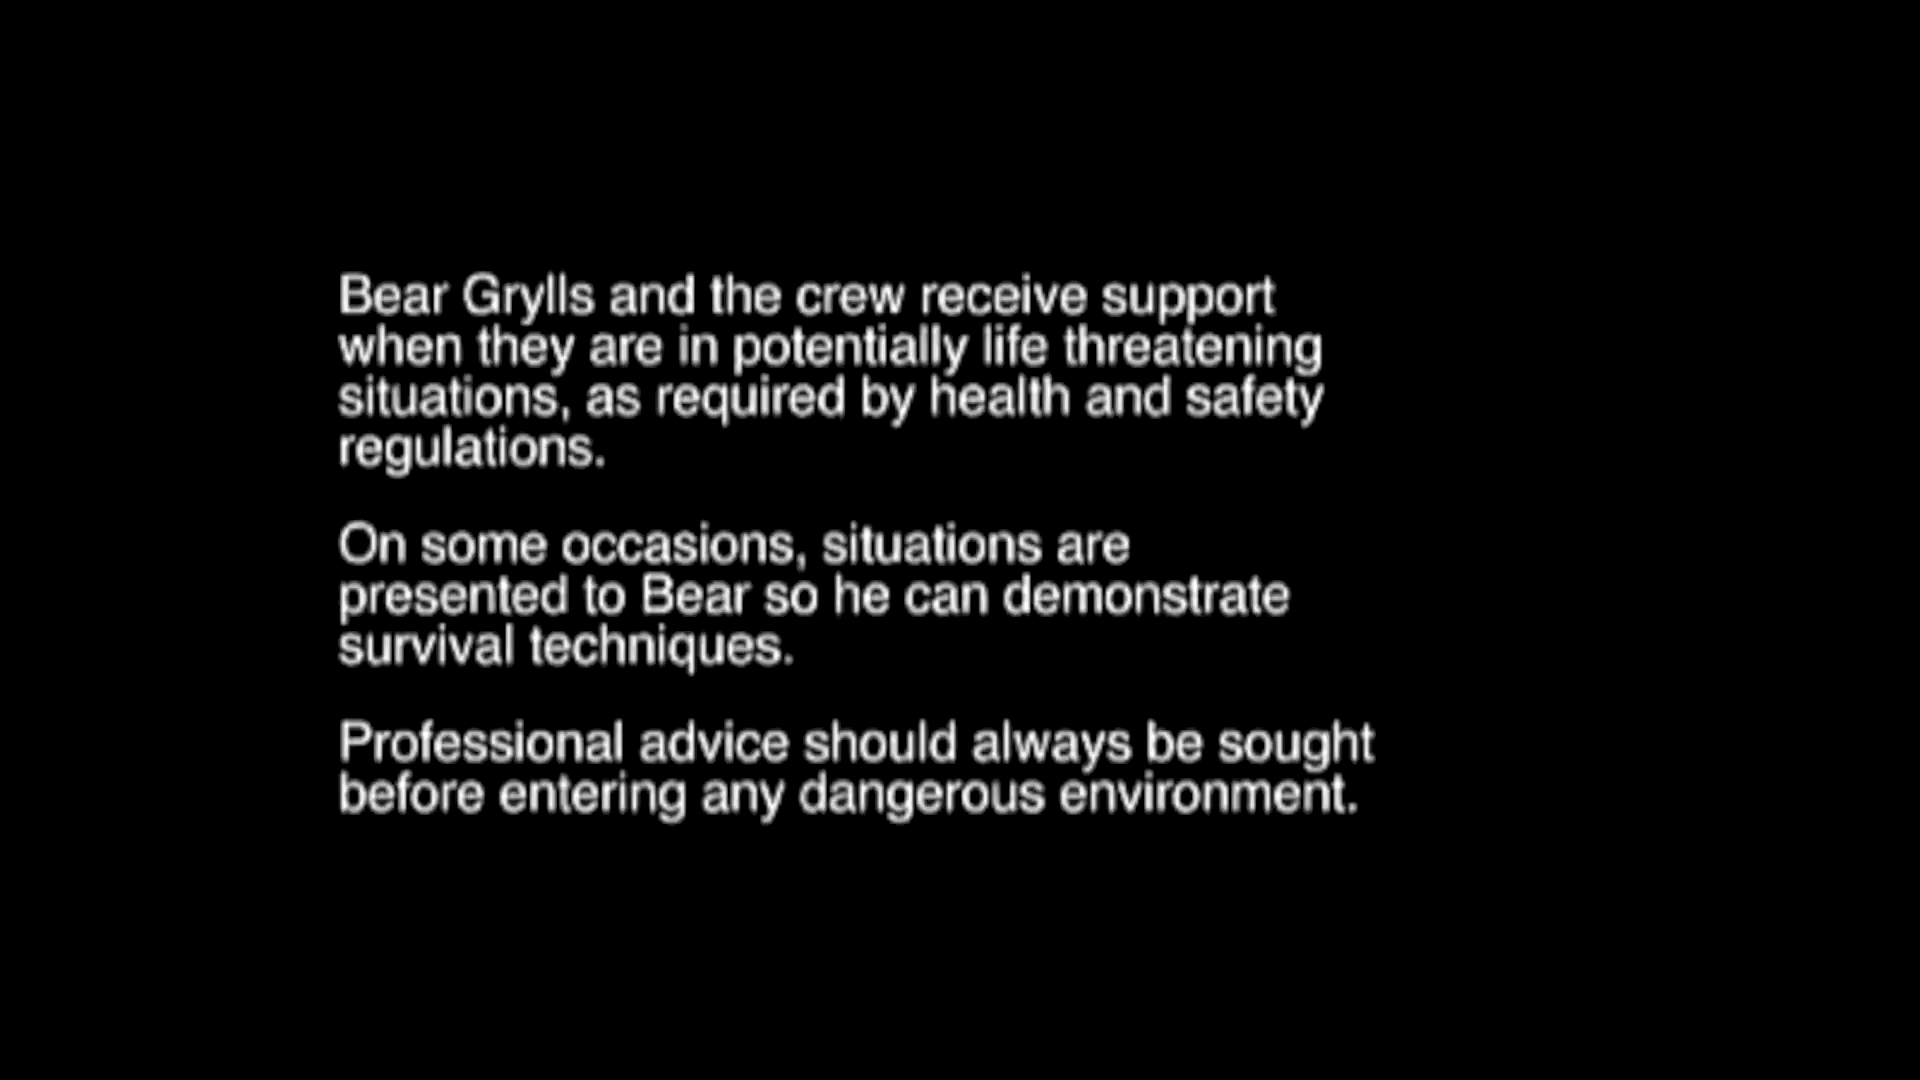 Bear Grylls and the crew receive support
when they are in potentially life threatening
situations, as required by health and safety
regulations.
On some occasions, situations are
presented to Bear so he can demonstrate
survival techniques.
Professional advice should always be sought
before entering any dangerous environment.